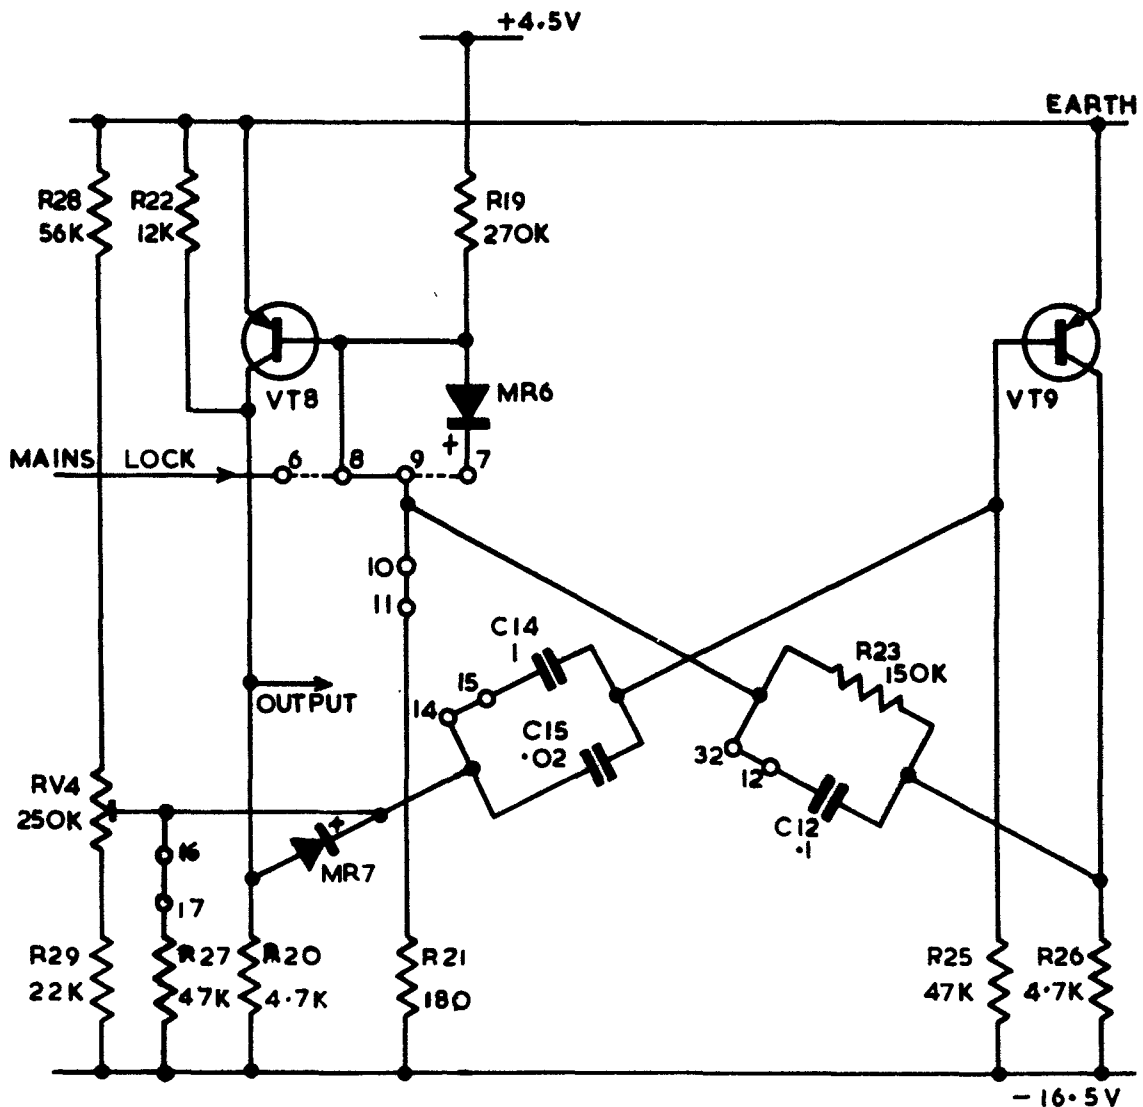 +4.5V
EARTH
R28
56K
R22
12K
R19
270K
VT8
MR6
+
VT9
MAINS LOCK
6
8
9
7
10
11
C14
1
15
14
R23
150K
OUTPUT
C15
.02
32
12
RV4
250K
C12
.1
+
MR7
16
17
R29
22K
R27
47K
R20
4.7K
R21
180
R25
47K
R26
4.7K
-16.5V